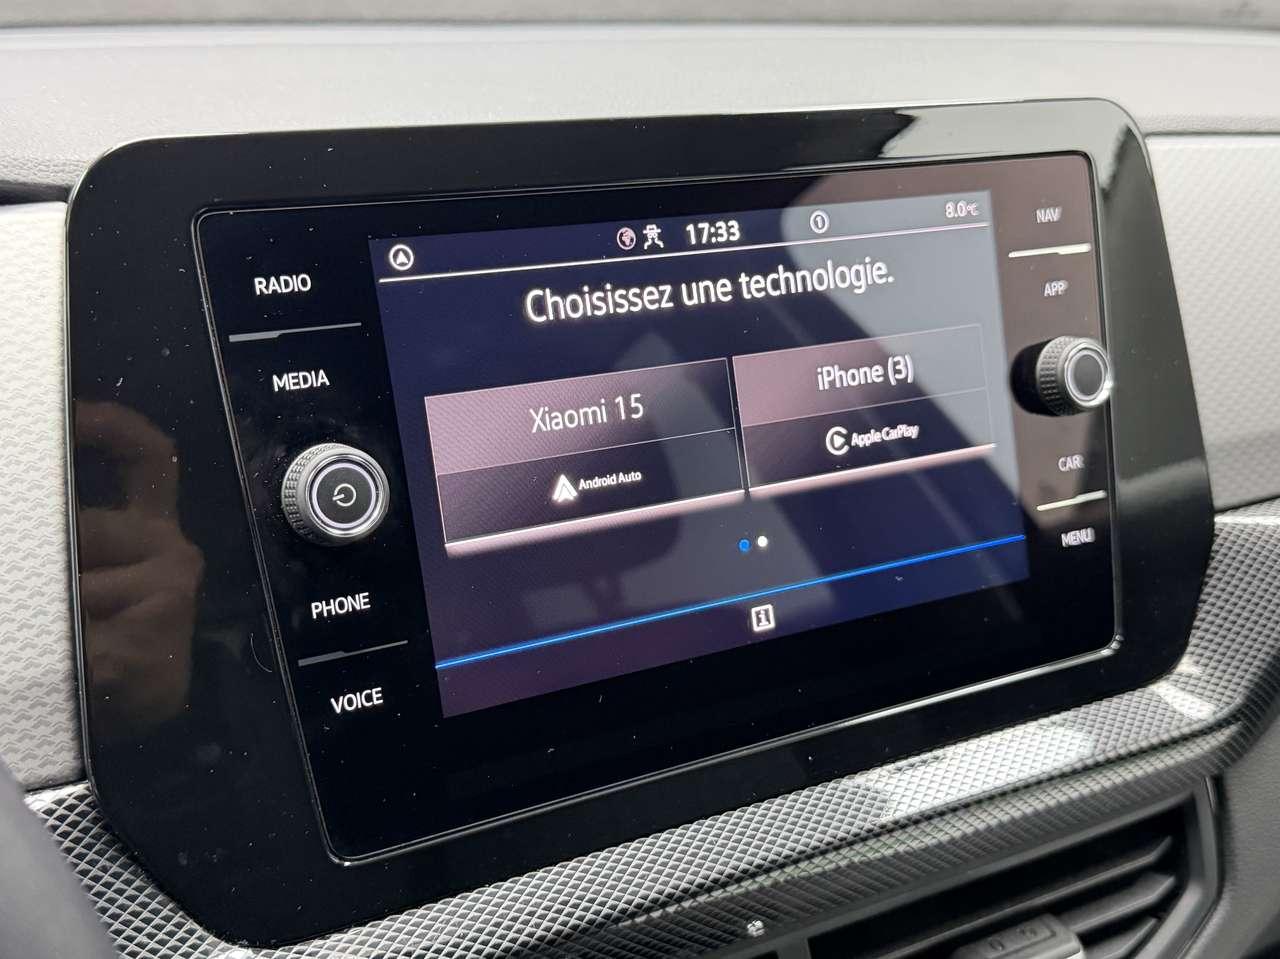 RADIO
MEDIA
PHONE
VOICE
17:33
1
8.0°C
Choisissez une technologie.
Xiaomi 15
Android Auto
iPhone (3)
Apple CarPlay
i
NAV
APP
CAR
MENU